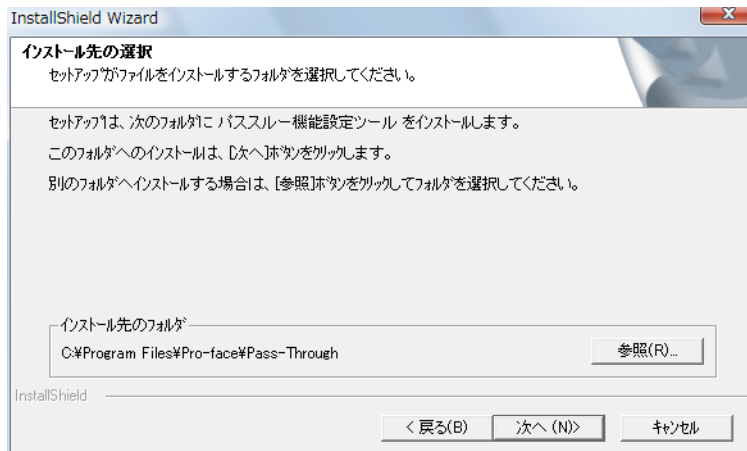 InstallShield Wizard
インストール先の選択
セットアップがファイルをインストールするフォルダを選択してください。
セットアップは、次のフォルダに パススルー機能設定ツール をインストールします。
このフォルダへのインストールは、[次へ]ボタンをクリックします。
別のフォルダへインストールする場合は、[参照]ボタンをクリックしてフォルダを選択してください。
インストール先のフォルダ
C:¥Program Files¥Pro-face¥Pass-Through
参照(R)...
InstallShield
< 戻る(B) 次へ (N)> キャンセル